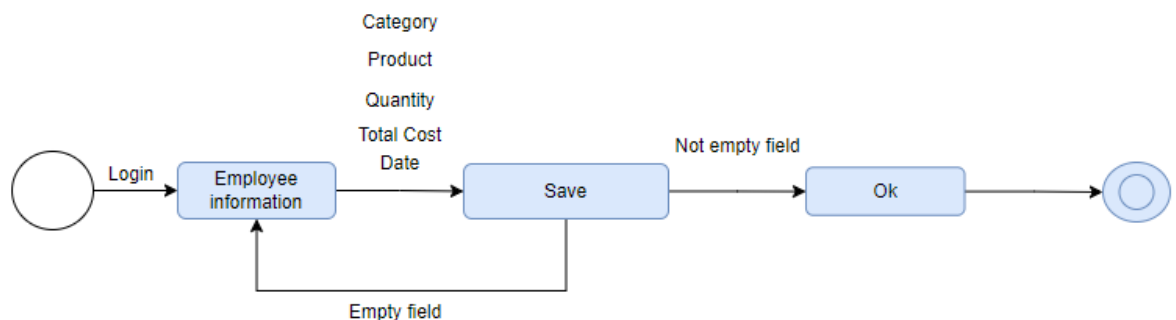 Category
Product
Quantity
Total Cost
Date
Login
Employee
information
Save
Not empty field
Ok
Empty field